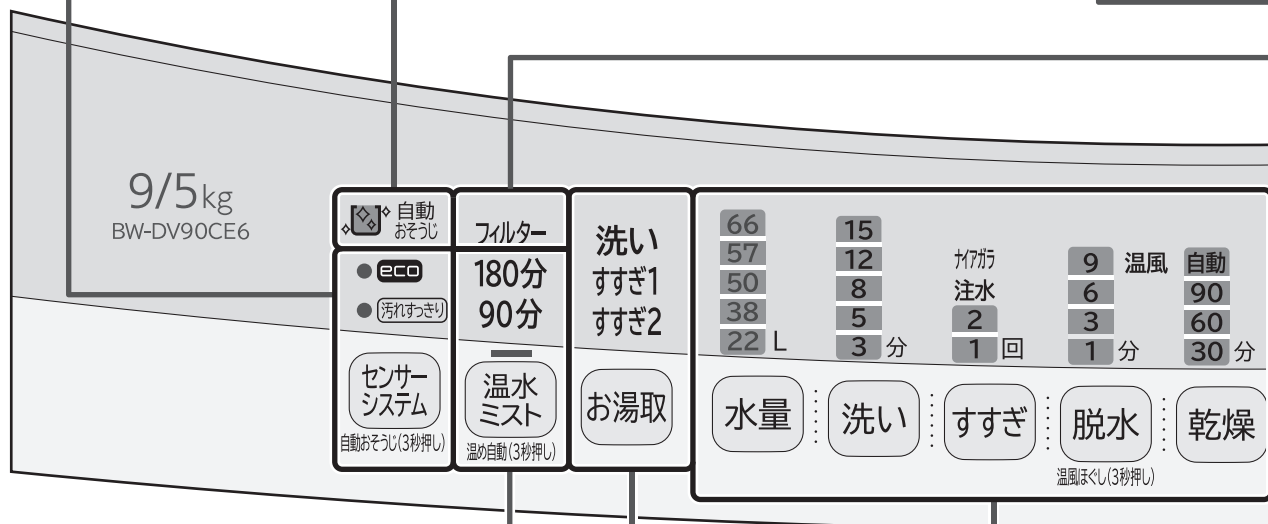 9/5kg
BW-DV90CE6
自動
おそうじ
eco
汚れすっきり
センサー
システム
自動おそうじ(3秒押し)
フィルター
180分
90分
温水
ミスト
温め自動(3秒押し)
洗い
すすぎ1
すすぎ2
お湯取
66
57
50
38
22 L
水量
15
12
8
5
3 分
洗い
ナイアガラ
注水
2
1 回
すすぎ
9 温風
6
3
1 分
脱水
温風ほぐし(3秒押し)
自動
90
60
30 分
乾燥